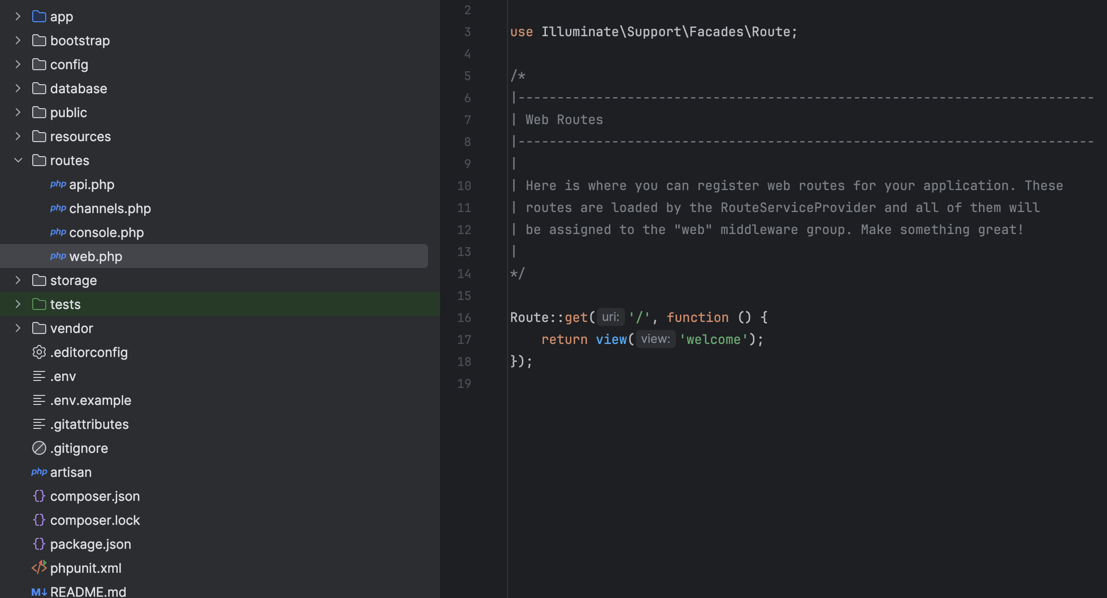 app
bootstrap
config
database
public
resources
routes
php api.php
php channels.php
php console.php
php web.php
storage
tests
vendor
.editorconfig
.env
.env.example
.gitattributes
.gitignore
php artisan
{} composer.json
{} composer.lock
{} package.json
</> phpunit.xml
M↓ README.md
2
3 use Illuminate\Support\Facades\Route;
4
5 /*
6 |--------------------------------------------------------------------------
7 | Web Routes
8 |--------------------------------------------------------------------------
9 |
10 | Here is where you can register web routes for your application. These
11 | routes are loaded by the RouteServiceProvider and all of them will
12 | be assigned to the "web" middleware group. Make something great!
13 |
14 */
15
16 Route::get( uri: '/', function () {
17 return view( view: 'welcome');
18 });
19